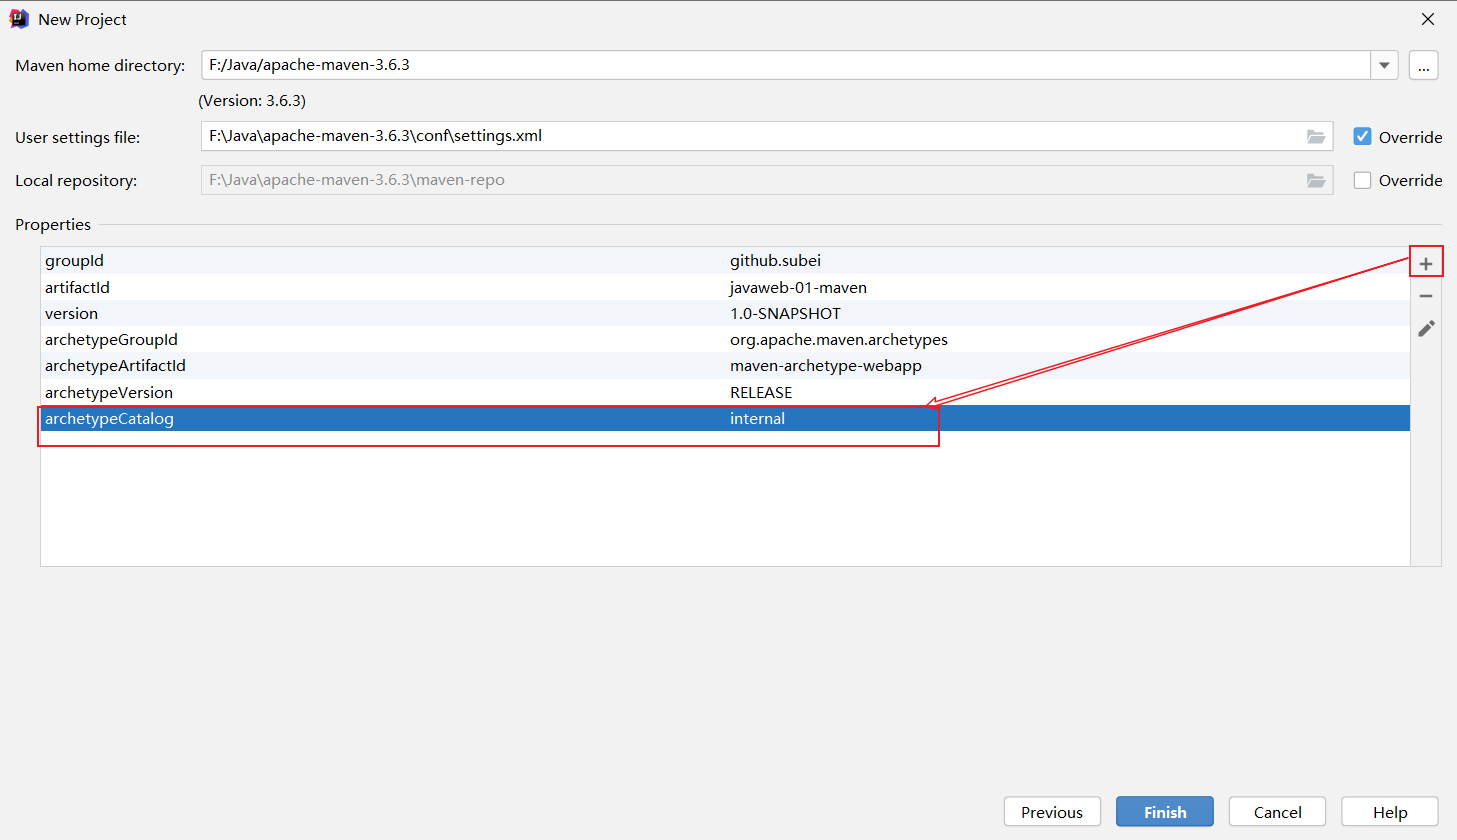 New Project
Maven home directory: F:/Java/apache-maven-3.6.3 ...
(Version: 3.6.3)
User settings file: F:\Java\apache-maven-3.6.3\conf\settings.xml Override
Local repository: F:\Java\apache-maven-3.6.3\maven-repo Override
Properties
groupId github.subei
artifactId javaweb-01-maven
version 1.0-SNAPSHOT
archetypeGroupId org.apache.maven.archetypes
archetypeArtifactId maven-archetype-webapp
archetypeVersion RELEASE
archetypeCatalog internal
Previous Finish Cancel Help